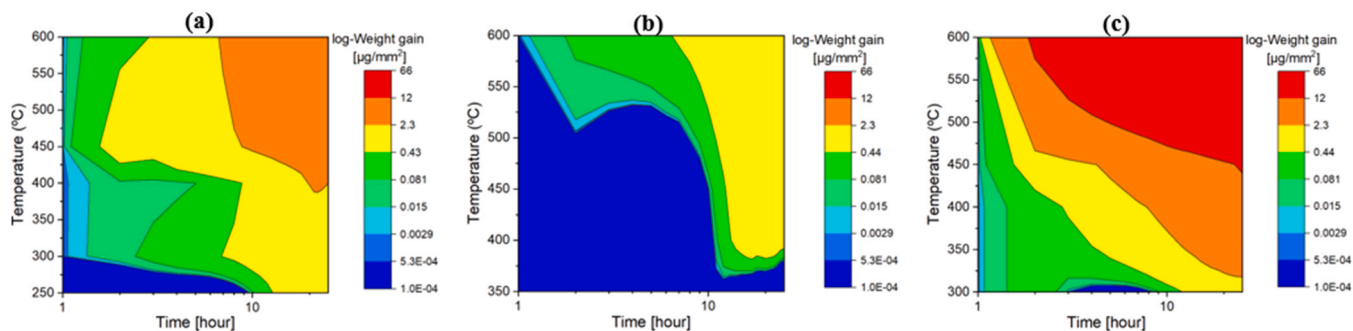 (a)
log-Weight gain
[µg/mm²]
600
550
500
450
400
350
300
250
1
10
Temperature (°C)
Time [hour]
66
12
2.3
0.43
0.081
0.015
0.0029
5.3E-04
1.0E-04
(b)
log-Weight gain
[µg/mm²]
600
550
500
450
400
350
1
10
Temperature (°C)
Time [hour]
66
12
2.3
0.44
0.081
0.015
0.0029
5.3E-04
1.0E-04
(c)
log-Weight gain
[µg/mm²]
600
550
500
450
400
350
300
1
10
Temperature (°C)
Time [hour]
66
12
2.3
0.44
0.081
0.015
0.0029
5.3E-04
1.0E-04